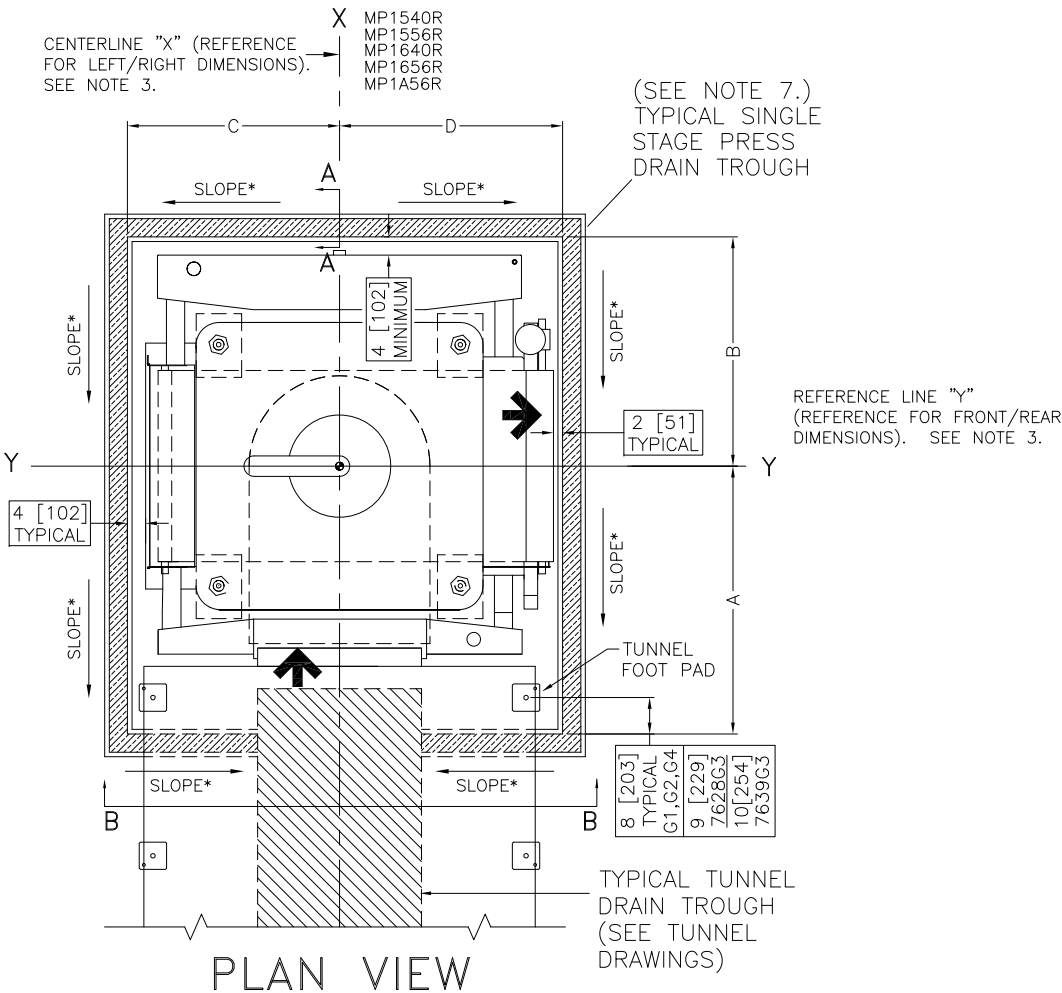 X
MP1540R
MP1556R
MP1640R
MP1656R
MP1A56R
CENTERLINE "X" (REFERENCE
FOR LEFT/RIGHT DIMENSIONS).
SEE NOTE 3.
(SEE NOTE 7.)
TYPICAL SINGLE
STAGE PRESS
DRAIN TROUGH
C
D
A
SLOPE*
SLOPE*
A
4 [102]
MINIMUM
SLOPE*
SLOPE*
B
REFERENCE LINE "Y"
(REFERENCE FOR FRONT/REAR
DIMENSIONS). SEE NOTE 3.
2 [51]
TYPICAL
Y
Y
4 [102]
TYPICAL
SLOPE*
SLOPE*
A
TUNNEL
FOOT PAD
8 [203]
TYPICAL
G1,G2,G4
9 [229]
7628G3
10[254]
7639G3
SLOPE*
SLOPE*
B
B
TYPICAL TUNNEL
DRAIN TROUGH
(SEE TUNNEL
DRAWINGS)
PLAN VIEW